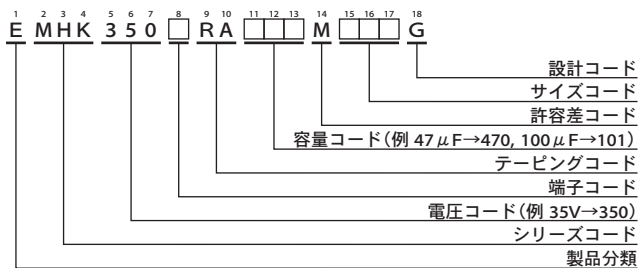 1 2 3 4 5 6 7 8 9 10 11 12 13 14 15 16 17 18
E MHK 350 □ RA □□□ M □□□ G
設計コード
サイズコード
許容差コード
容量コード(例 47μF→470, 100μF→101)
テーピングコード
端子コード
電圧コード(例 35V→350)
シリーズコード
製品分類